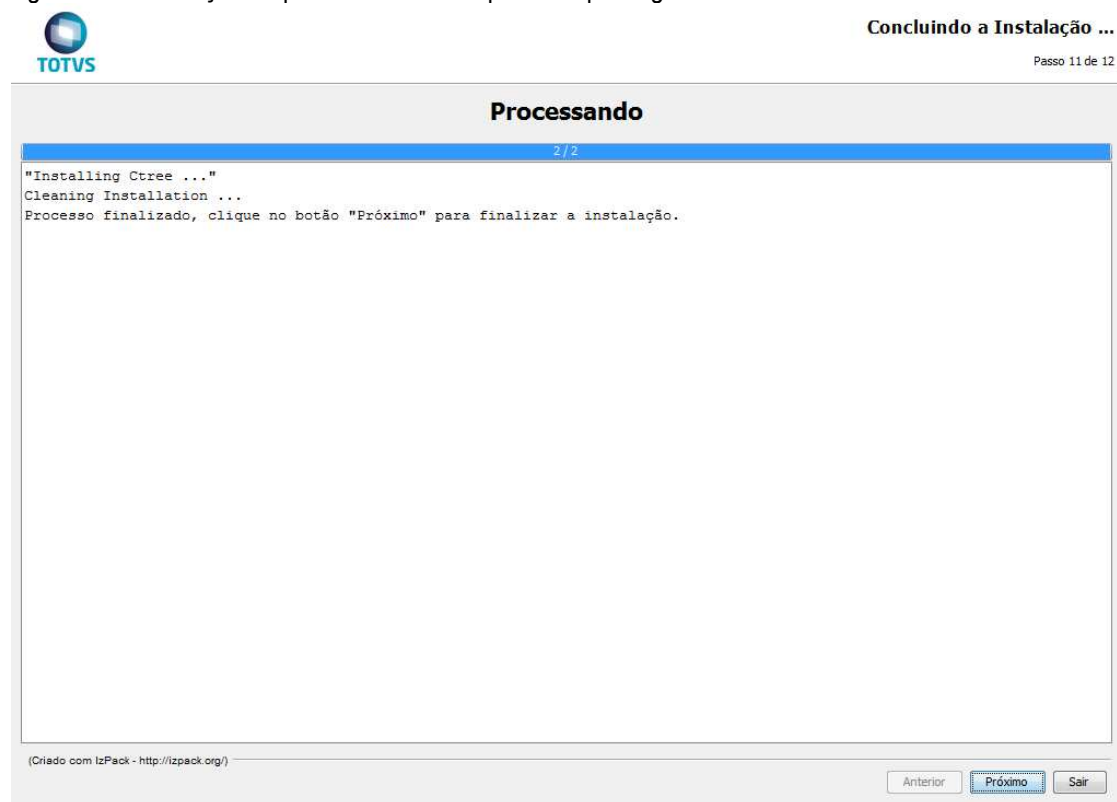 TOTVS
Concluindo a Instalação ...
Passo 11 de 12
Processando
2 / 2
"Installing Ctree ..."
Cleaning Installation ...
Processo finalizado, clique no botão "Próximo" para finalizar a instalação.
(Criado com IzPack - http://izpack.org/)
Anterior
Próximo
Sair